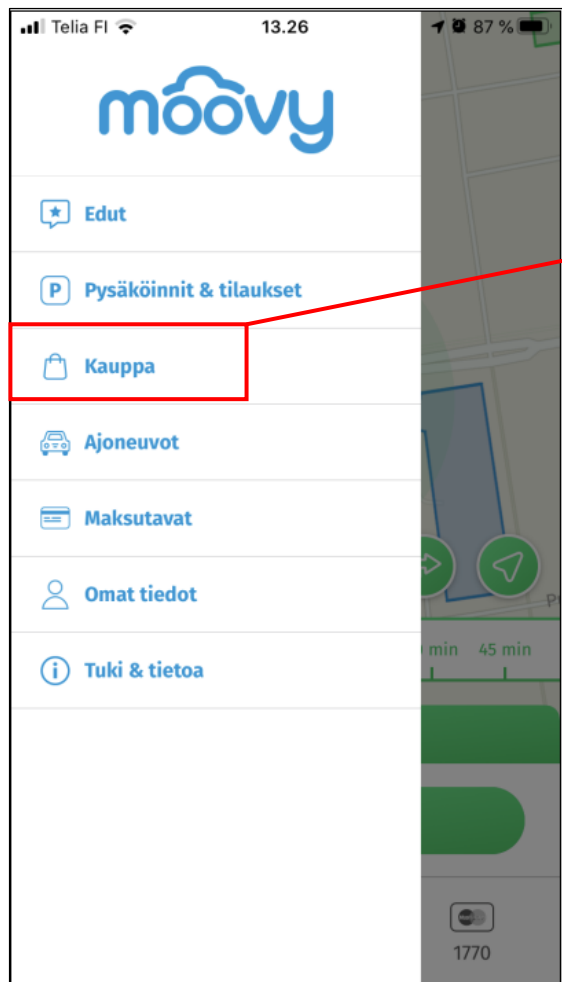 Telia FI 13.26 87 %
moovy
Edut
P Pysäköinnit & tilaukset
Kauppa
Ajoneuvot
Maksutavat
Omat tiedot
Tuki & tietoa
min 45 min
1770